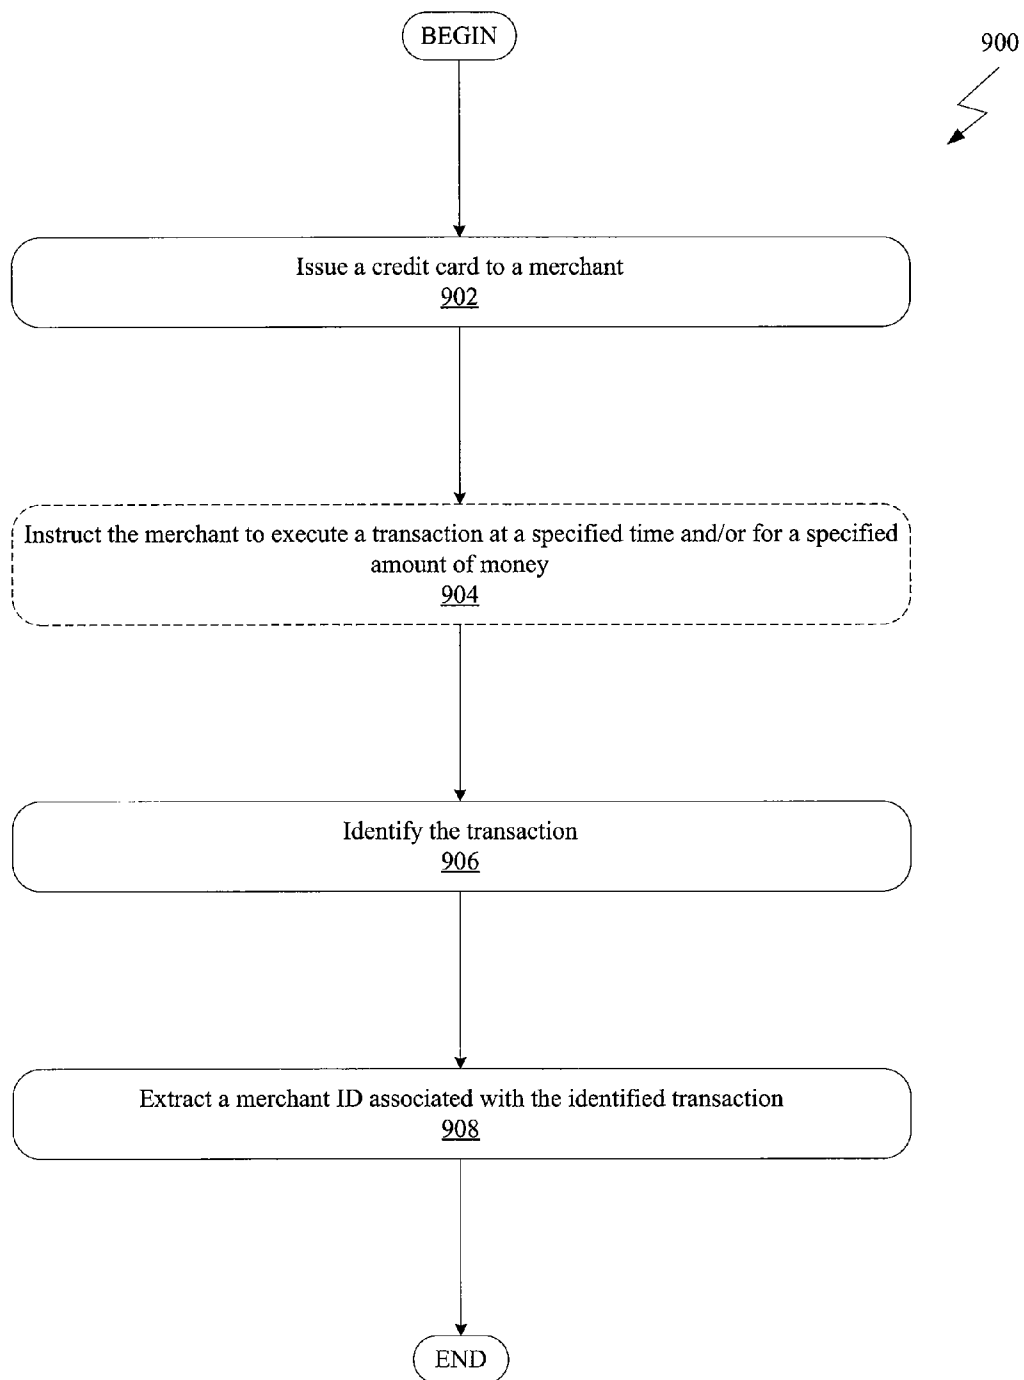 BEGIN
900
Issue a credit card to a merchant
902
Instruct the merchant to execute a transaction at a specified time and/or for a specified
amount of money
904
Identify the transaction
906
Extract a merchant ID associated with the identified transaction
908
END